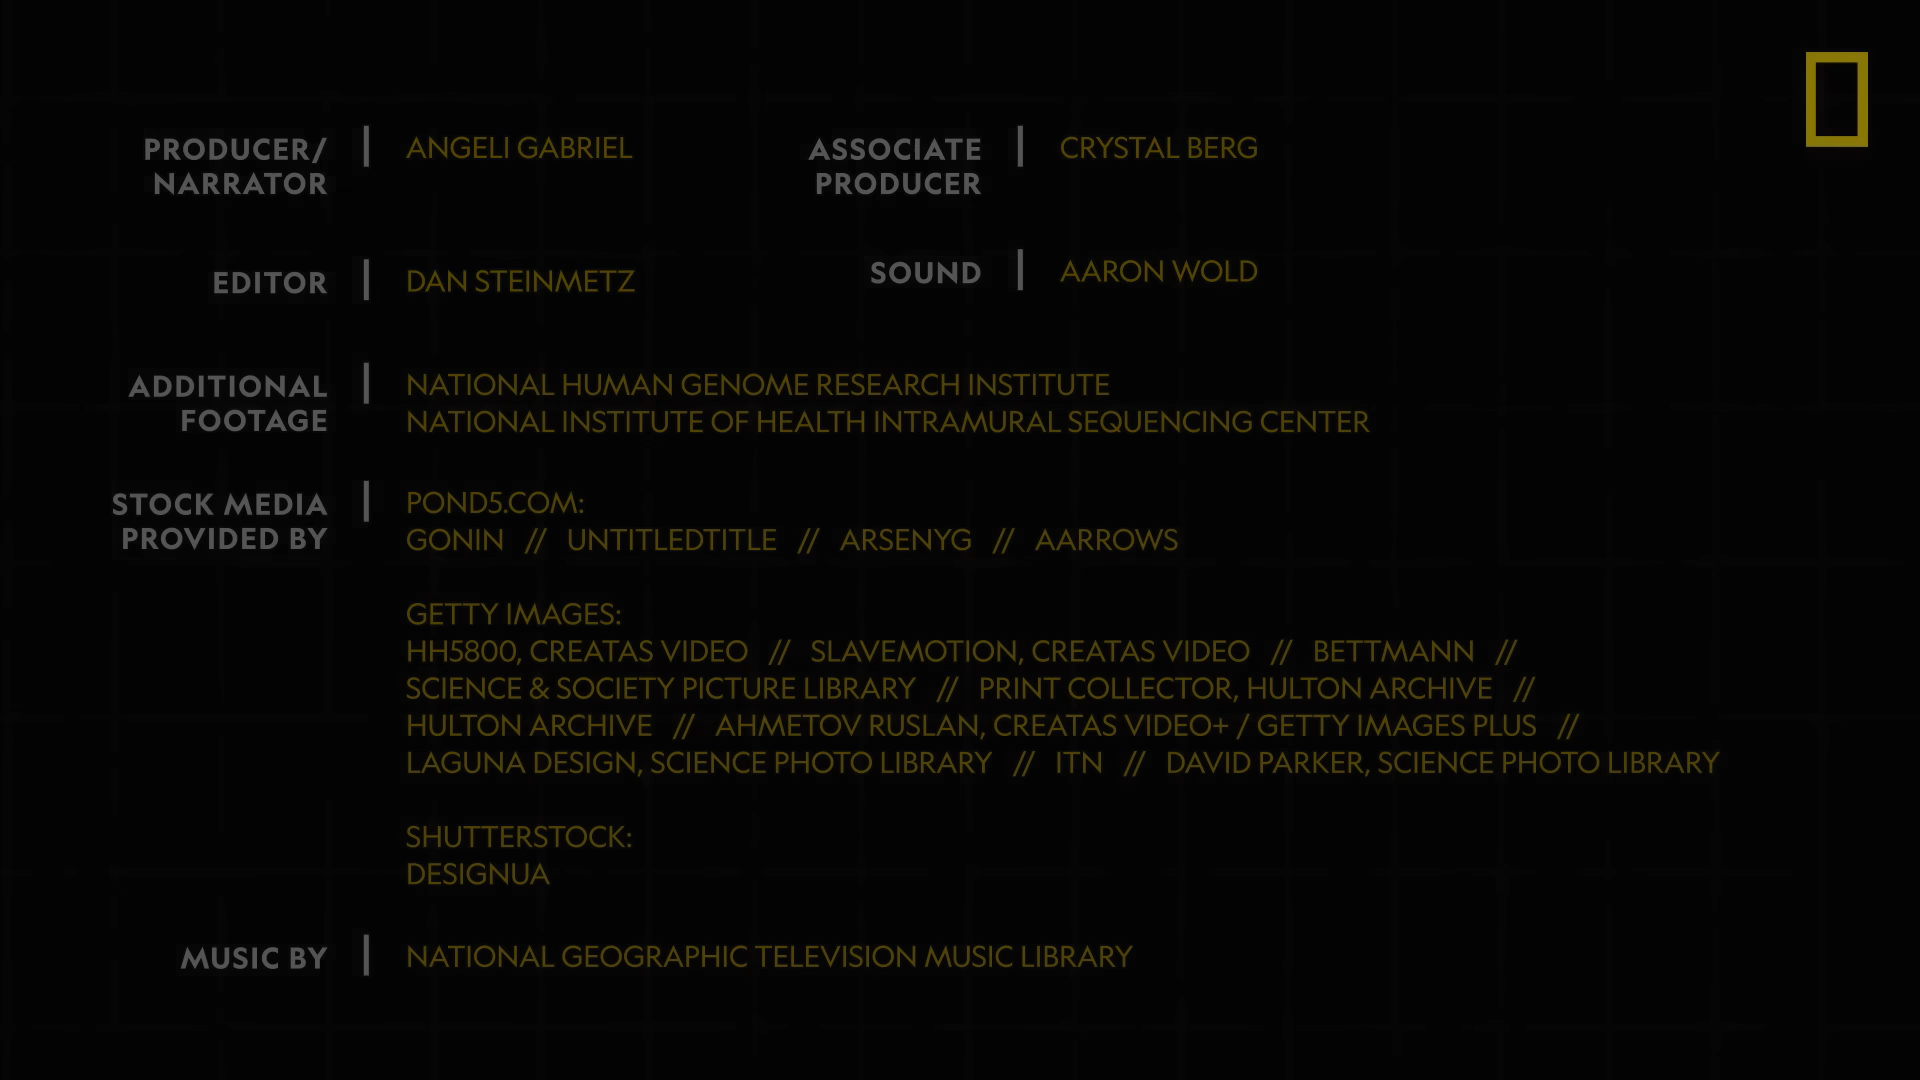 PRODUCER/
NARRATOR
ANGELI GABRIEL
ASSOCIATE
PRODUCER
CRYSTAL BERG
EDITOR
DAN STEINMETZ
SOUND
AARON WOLD
ADDITIONAL
FOOTAGE
NATIONAL HUMAN GENOME RESEARCH INSTITUTE
NATIONAL INSTITUTE OF HEALTH INTRAMURAL SEQUENCING CENTER
STOCK MEDIA
PROVIDED BY
POND5.COM:
GONIN // UNTITLEDTITLE // ARSENYG // AARROWS
GETTY IMAGES:
HH5800, CREATAS VIDEO // SLAVEMOTION, CREATAS VIDEO // BETTMANN //
SCIENCE & SOCIETY PICTURE LIBRARY // PRINT COLLECTOR, HULTON ARCHIVE //
HULTON ARCHIVE // AHMETOV RUSLAN, CREATAS VIDEO+ / GETTY IMAGES PLUS //
LAGUNA DESIGN, SCIENCE PHOTO LIBRARY // ITN // DAVID PARKER, SCIENCE PHOTO LIBRARY
SHUTTERSTOCK:
DESIGNUA
MUSIC BY
NATIONAL GEOGRAPHIC TELEVISION MUSIC LIBRARY